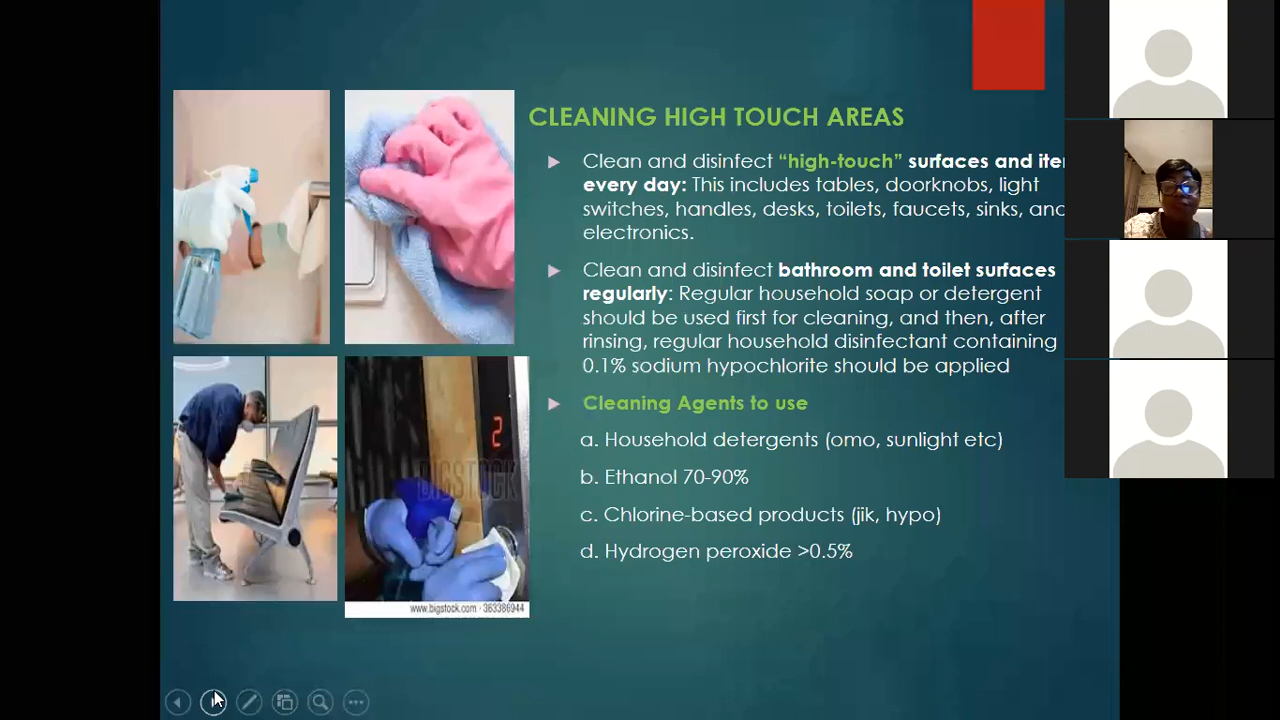 CLEANING HIGH TOUCH AREAS
Clean and disinfect “high-touch” surfaces and
every day: This includes tables, doorknobs, light
switches, handles, desks, toilets, faucets, sinks, and
electronics.
Clean and disinfect bathroom and toilet surfaces
regularly: Regular household soap or detergent
should be used first for cleaning, and then, after
rinsing, regular household disinfectant containing
0.1% sodium hypochlorite should be applied
Cleaning Agents to use
a. Household detergents (omo, sunlight etc)
b. Ethanol 70-90%
c. Chlorine-based products (jik, hypo)
d. Hydrogen peroxide >0.5%
2
BIGSTOCK
www.bigstock.com · 363386944